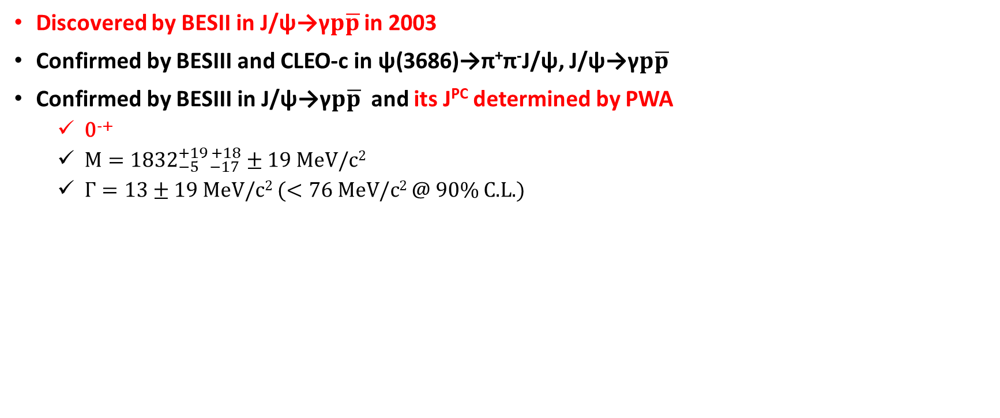 • Discovered by BESII in J/ψ→γpp̅ in 2003
• Confirmed by BESIII and CLEO-c in ψ(3686)→π⁺π⁻J/ψ, J/ψ→γpp̅
• Confirmed by BESIII in J/ψ→γpp̅ and its Jᴾᶜ determined by PWA
✓ 0⁻⁺
✓ M = 1832₋₅⁺¹⁹ ₋₁₇⁺¹⁸ ± 19 MeV/c²
✓ Γ = 13 ± 19 MeV/c² (< 76 MeV/c² @ 90% C.L.)